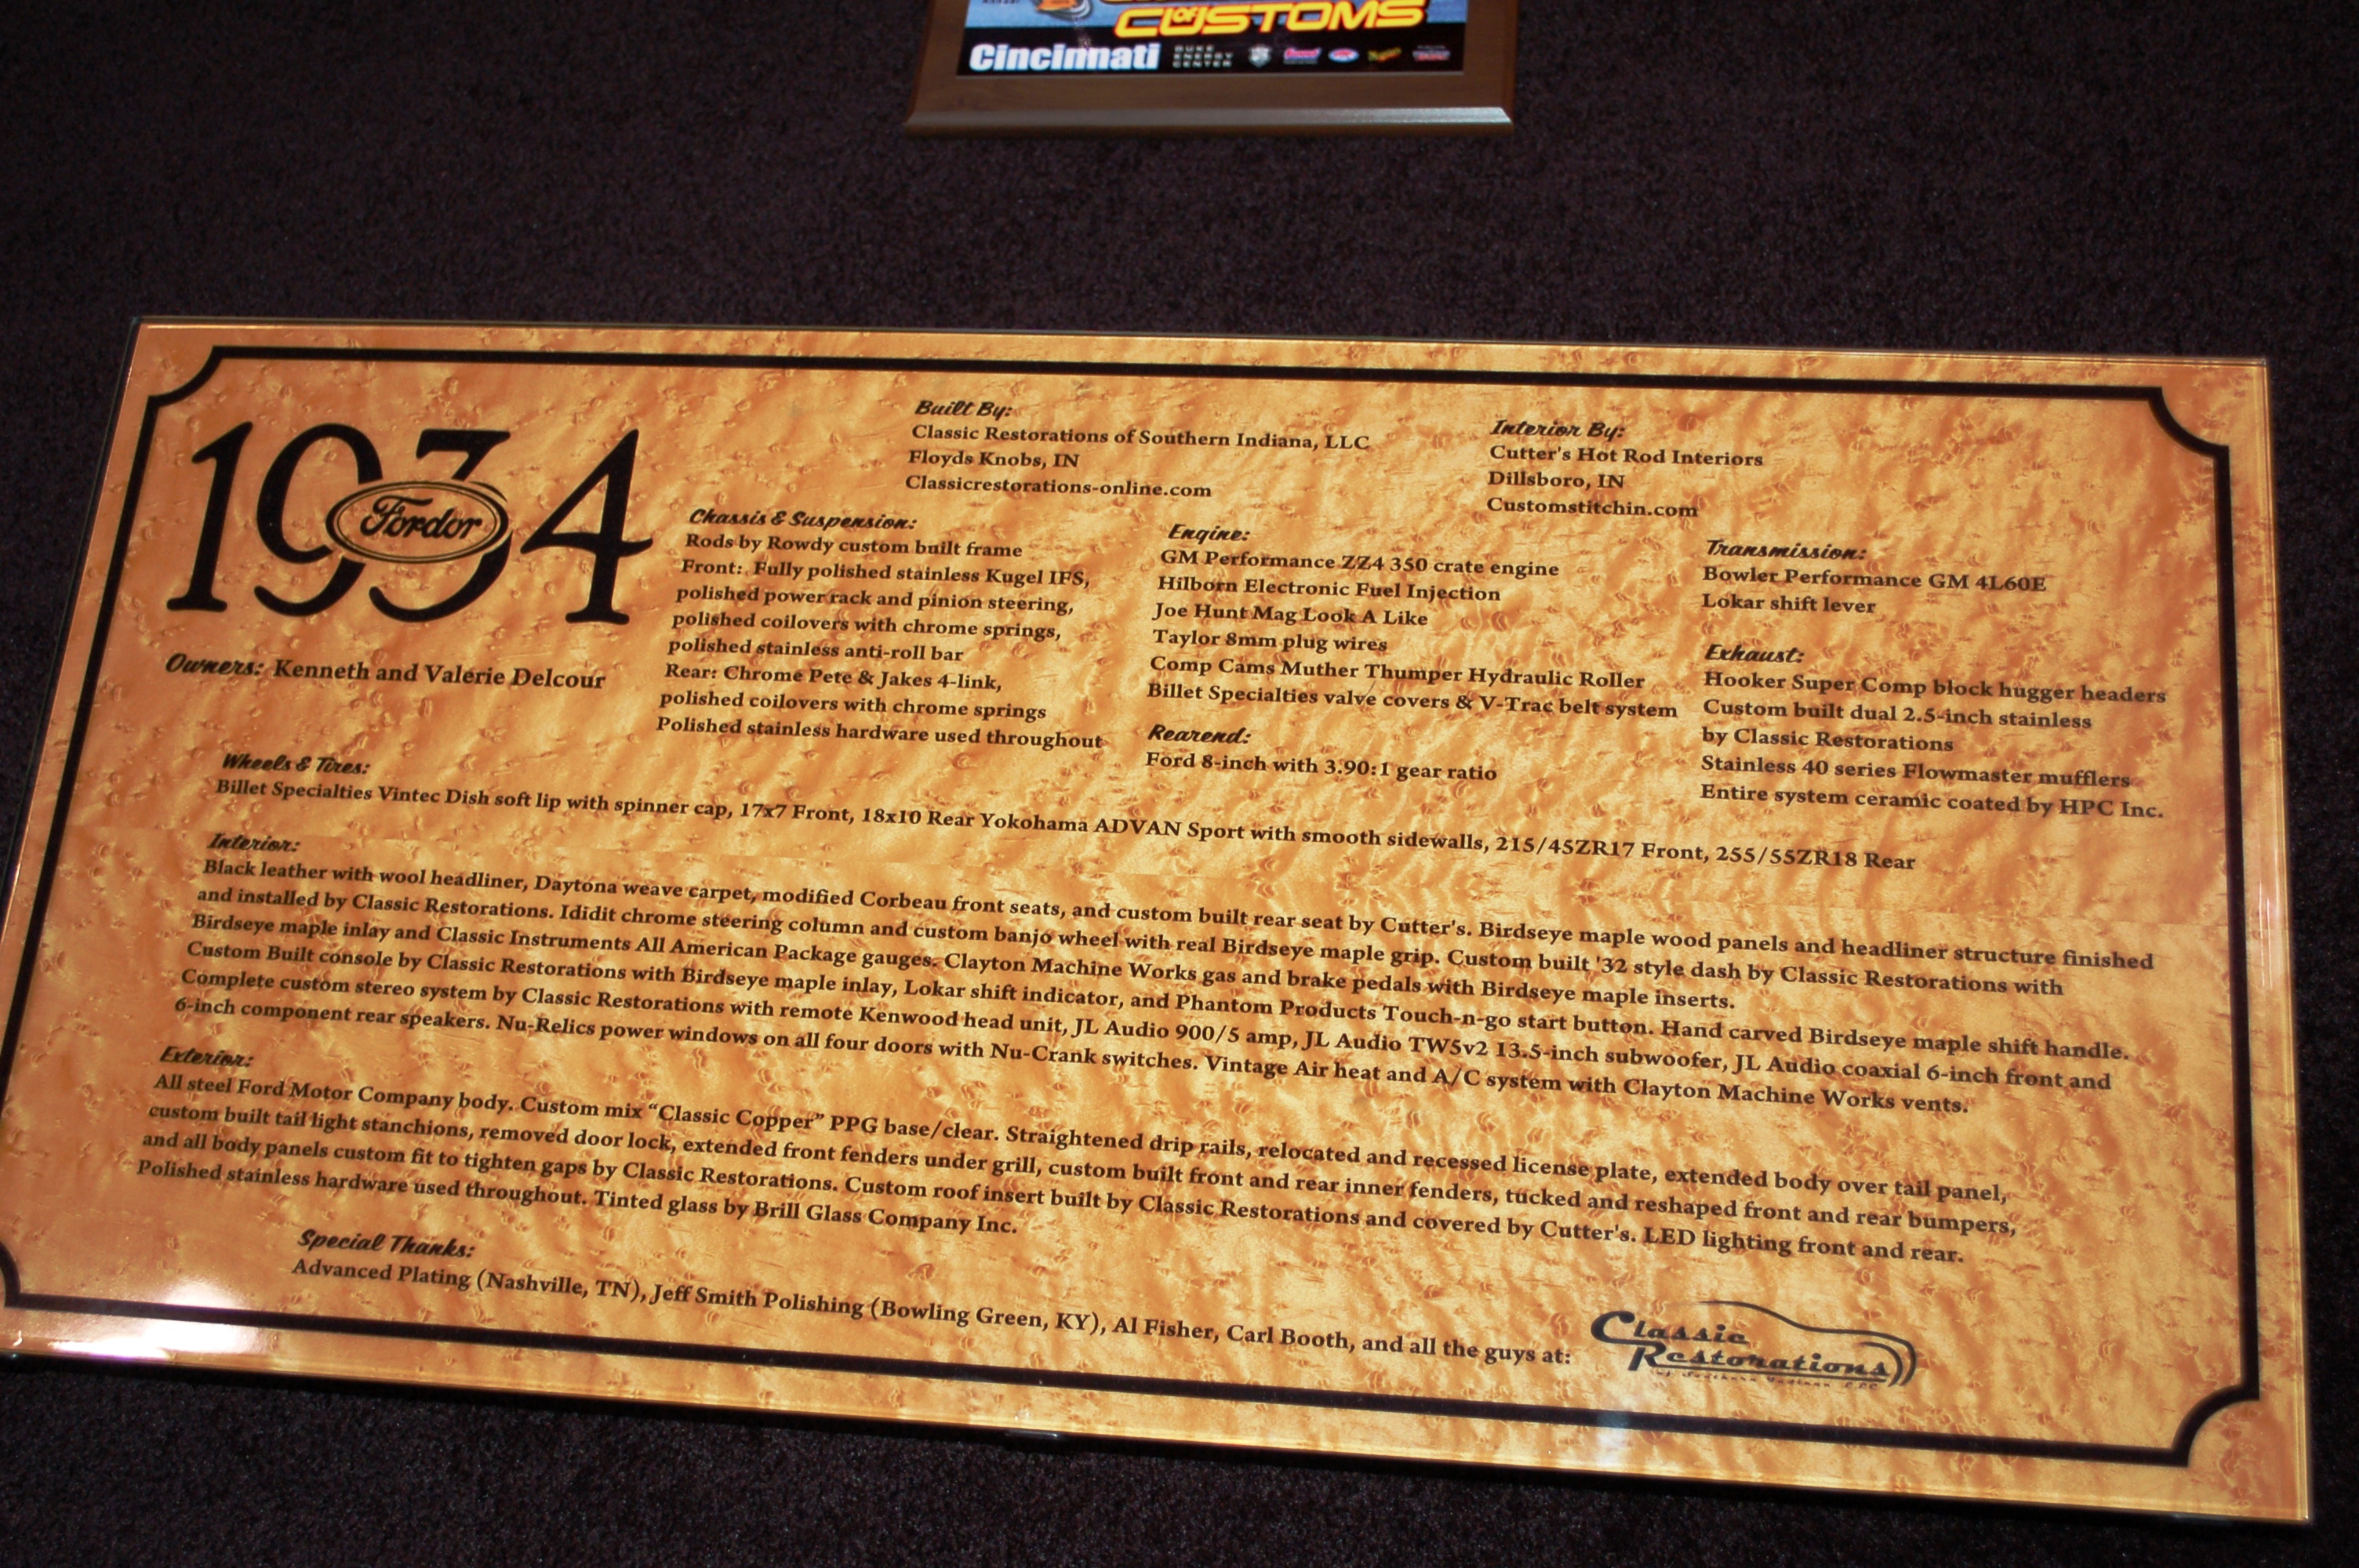 CUSTOMS
Cincinnati DUKE ENERGY CENTER
1934
Fordor
Owners: Kenneth and Valerie Delcour
Built By:
Classic Restorations of Southern Indiana, LLC
Floyds Knobs, IN
Classicrestorations-online.com
Interior By:
Cutter's Hot Rod Interiors
Dillsboro, IN
Customstitchin.com
Chassis & Suspension:
Rods by Rowdy custom built frame
Front: Fully polished stainless Kugel IFS,
polished power rack and pinion steering,
polished coilovers with chrome springs,
polished stainless anti-roll bar
Rear: Chrome Pete & Jakes 4-link,
polished coilovers with chrome springs
Polished stainless hardware used throughout
Engine:
GM Performance ZZ4 350 crate engine
Hilborn Electronic Fuel Injection
Joe Hunt Mag Look A Like
Taylor 8mm plug wires
Comp Cams Muther Thumper Hydraulic Roller
Billet Specialties valve covers & V-Trac belt system
Rearend:
Ford 8-inch with 3.90:1 gear ratio
Transmission:
Bowler Performance GM 4L60E
Lokar shift lever
Exhaust:
Hooker Super Comp block hugger headers
Custom built dual 2.5-inch stainless
by Classic Restorations
Stainless 40 series Flowmaster mufflers
Entire system ceramic coated by HPC Inc.
Wheels & Tires:
Billet Specialties Vintec Dish soft lip with spinner cap, 17x7 Front, 18x10 Rear Yokohama ADVAN Sport with smooth sidewalls, 215/45ZR17 Front, 255/55ZR18 Rear
Interior:
Black leather with wool headliner, Daytona weave carpet, modified Corbeau front seats, and custom built rear seat by Cutter's. Birdseye maple wood panels and headliner structure finished
and installed by Classic Restorations. Ididit chrome steering column and custom banjo wheel with real Birdseye maple grip. Custom built '32 style dash by Classic Restorations with
Birdseye maple inlay and Classic Instruments All American Package gauges. Clayton Machine Works gas and brake pedals with Birdseye maple inserts.
Custom Built console by Classic Restorations with Birdseye maple inlay, Lokar shift indicator, and Phantom Products Touch-n-go start button. Hand carved Birdseye maple shift handle.
Complete custom stereo system by Classic Restorations with remote Kenwood head unit, JL Audio 900/5 amp, JL Audio TW5v2 13.5-inch subwoofer, JL Audio coaxial 6-inch front and
6-inch component rear speakers. Nu-Relics power windows on all four doors with Nu-Crank switches. Vintage Air heat and A/C system with Clayton Machine Works vents.
Exterior:
All steel Ford Motor Company body. Custom mix “Classic Copper” PPG base/clear. Straightened drip rails, relocated and recessed license plate, extended body over tail panel,
custom built tail light stanchions, removed door lock, extended front fenders under grill, custom built front and rear inner fenders, tucked and reshaped front and rear bumpers,
and all body panels custom fit to tighten gaps by Classic Restorations. Custom roof insert built by Classic Restorations and covered by Cutter's. LED lighting front and rear.
Polished stainless hardware used throughout. Tinted glass by Brill Glass Company Inc.
Special Thanks:
Advanced Plating (Nashville, TN), Jeff Smith Polishing (Bowling Green, KY), Al Fisher, Carl Booth, and all the guys at:
Classic
Restorations
of Southern Indiana LLC